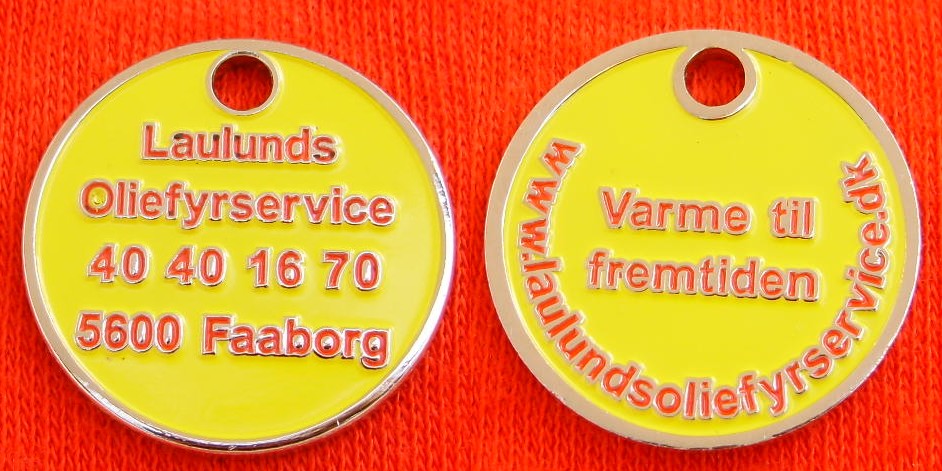 Laulunds
Oliefyrservice
40 40 16 70
5600 Faaborg
Varme til
fremtiden
www.laulundsoliefyrservice.dk